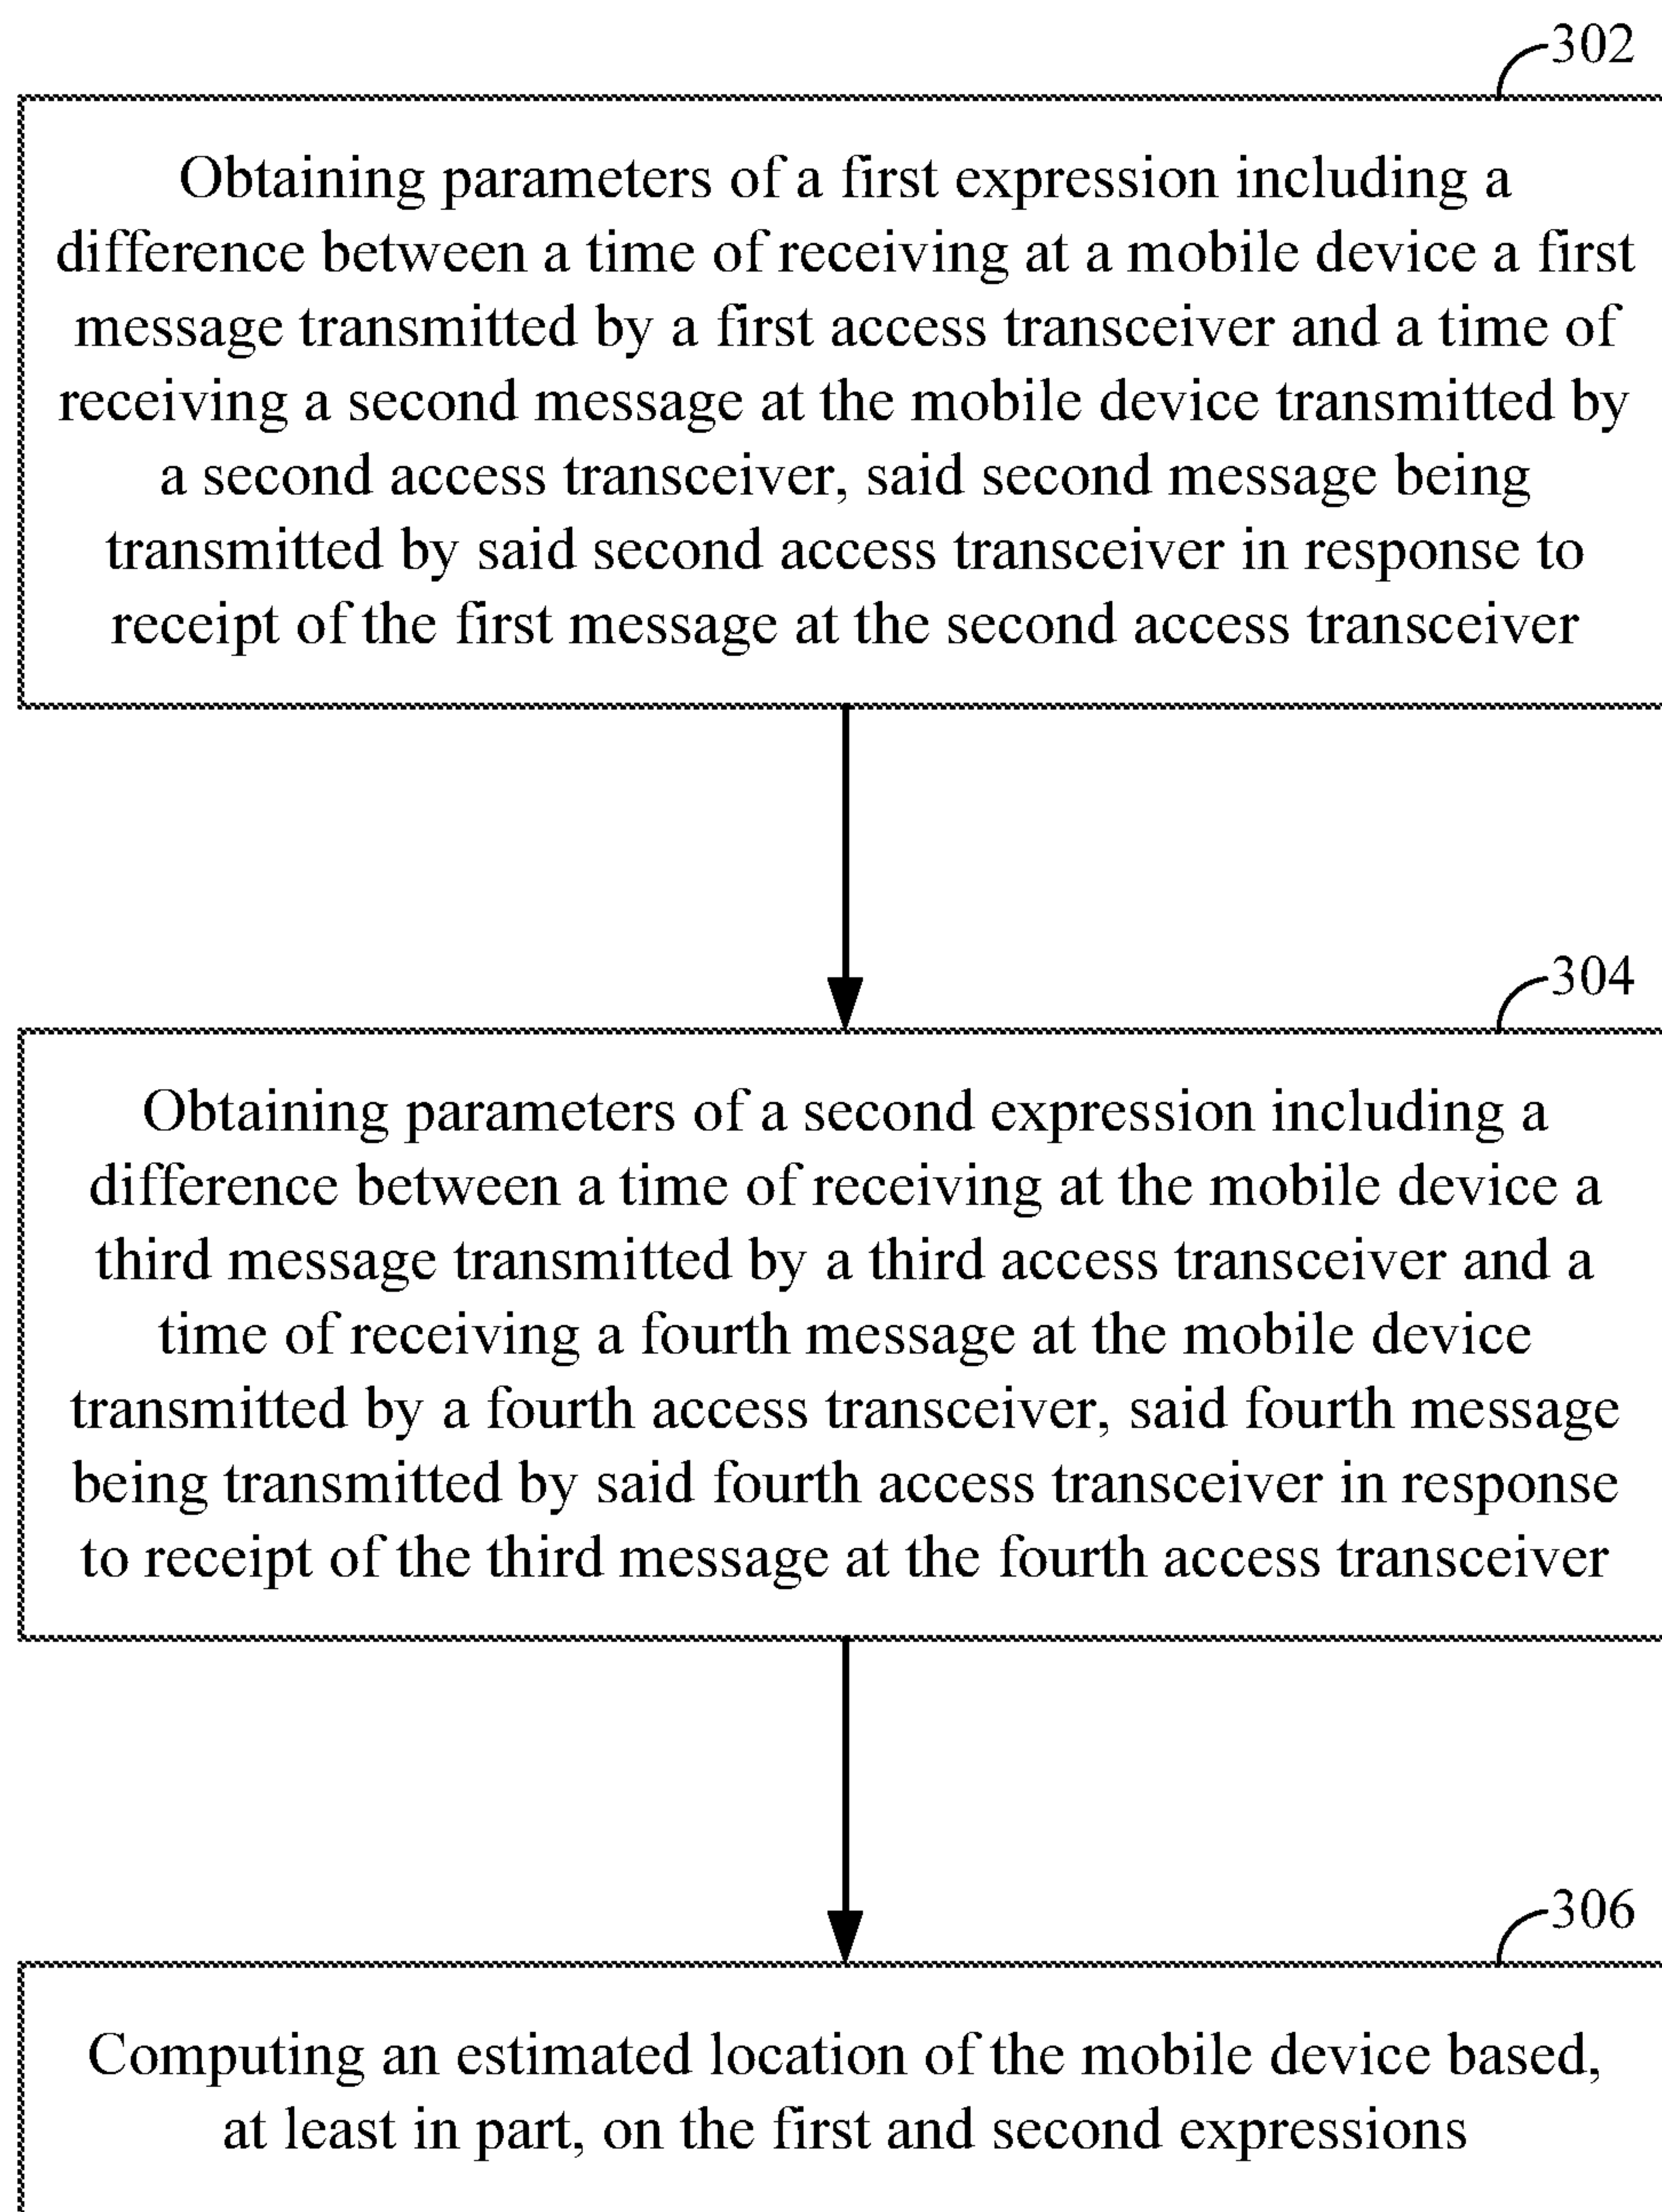 302
Obtaining parameters of a first expression including a
difference between a time of receiving at a mobile device a first
message transmitted by a first access transceiver and a time of
receiving a second message at the mobile device transmitted by
a second access transceiver, said second message being
transmitted by said second access transceiver in response to
receipt of the first message at the second access transceiver
304
Obtaining parameters of a second expression including a
difference between a time of receiving at the mobile device a
third message transmitted by a third access transceiver and a
time of receiving a fourth message at the mobile device
transmitted by a fourth access transceiver, said fourth message
being transmitted by said fourth access transceiver in response
to receipt of the third message at the fourth access transceiver
306
Computing an estimated location of the mobile device based,
at least in part, on the first and second expressions